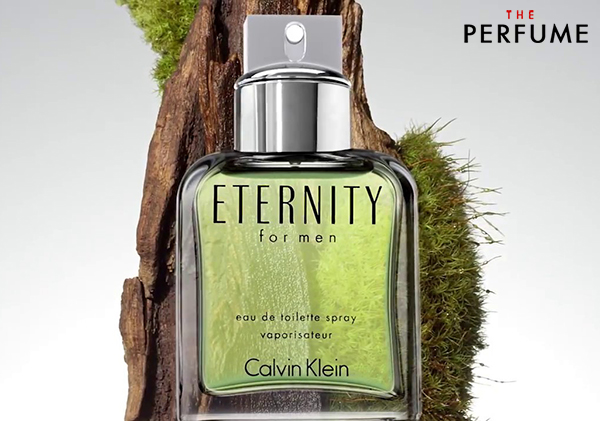 THE
PERFUME
ETERNITY
for men
eau de toilette spray
vaporisateur
Calvin Klein